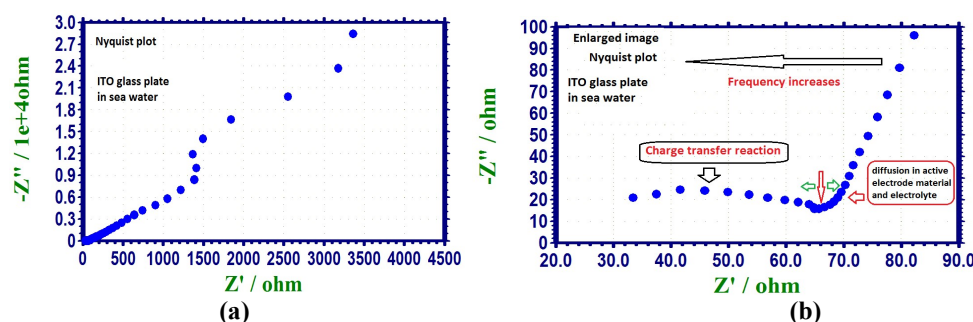 3.0
2.7
2.4
2.1
1.8
1.5
1.2
0.9
0.6
0.3
0.0
-Z" / 1e+4ohm
Nyquist plot
ITO glass plate
in sea water
0 500 1000 1500 2000 2500 3000 3500 4000 4500
Z' / ohm
(a)
100
90
80
70
60
50
40
30
20
10
0
-Z" / ohm
Enlarged image
Nyquist plot
ITO glass plate
in sea water
Frequency increases
Charge transfer reaction
diffusion in active
electrode material
and electrolyte
20.0 30.0 40.0 50.0 60.0 70.0 80.0 90.0
Z' / ohm
(b)